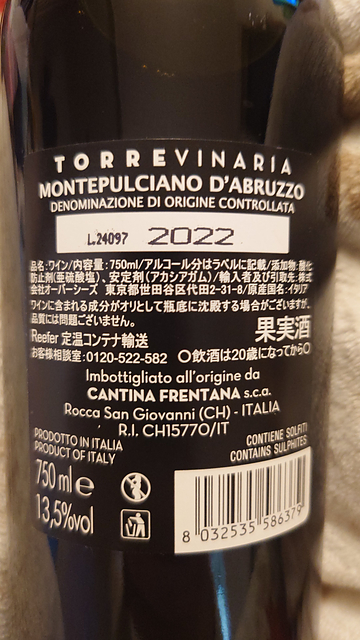 TORREVINARIA
MONTEPULCIANO D'ABRUZZO
DENOMINAZIONE DI ORIGINE CONTROLLATA
L.24097 2022
品名:ワイン/内容量:750ml/アルコール分はラベルに記載/添加物:酸化
防止剤(亜硫酸塩)、安定剤(アカシアガム)/輸入者及び引取先:株式
会社オーバーシーズ 東京都世田谷区代田2-31-8/原産国名:イタリア
ワインに含まれる成分がオリとして瓶底に沈殿する場合がございますが、
品質には問題ございません。
果実酒
Reefer 定温コンテナ輸送
お客様相談室:0120-522-582 〇飲酒は20歳になってから〇
Imbottigliato all'origine da
CANTINA FRENTANA s.c.a.
Rocca San Giovanni (CH) - ITALIA
R.I. CH15770/IT
PRODOTTO IN ITALIA
PRODUCT OF ITALY
CONTIENE SOLFITI
CONTAINS SULPHITES
750 ml e
13,5%vol
8 032535 586379